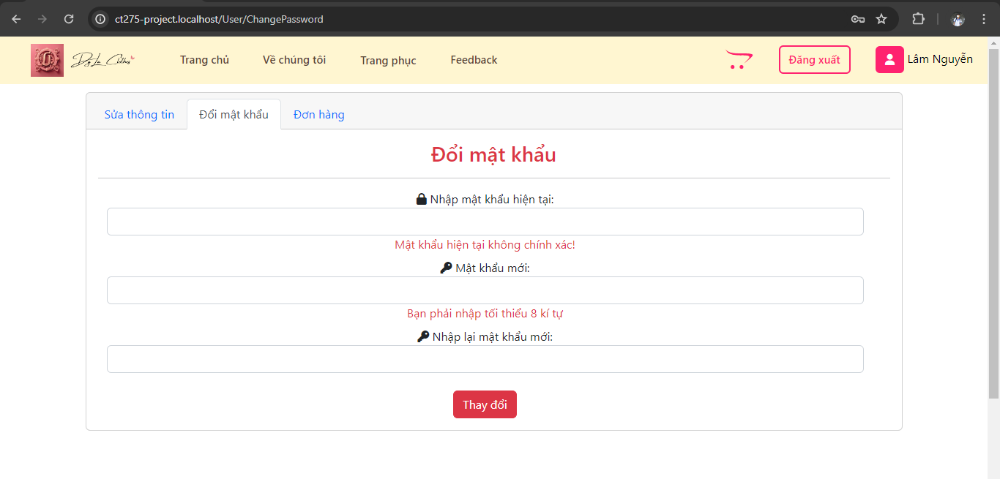 ct275-project.localhost/User/ChangePassword
Trang chủ Về chúng tôi Trang phục Feedback Đăng xuất Lâm Nguyễn
Sửa thông tin Đổi mật khẩu Đơn hàng
Đổi mật khẩu
Nhập mật khẩu hiện tại:
Mật khẩu hiện tại không chính xác!
Mật khẩu mới:
Bạn phải nhập tối thiểu 8 kí tự
Nhập lại mật khẩu mới:
Thay đổi